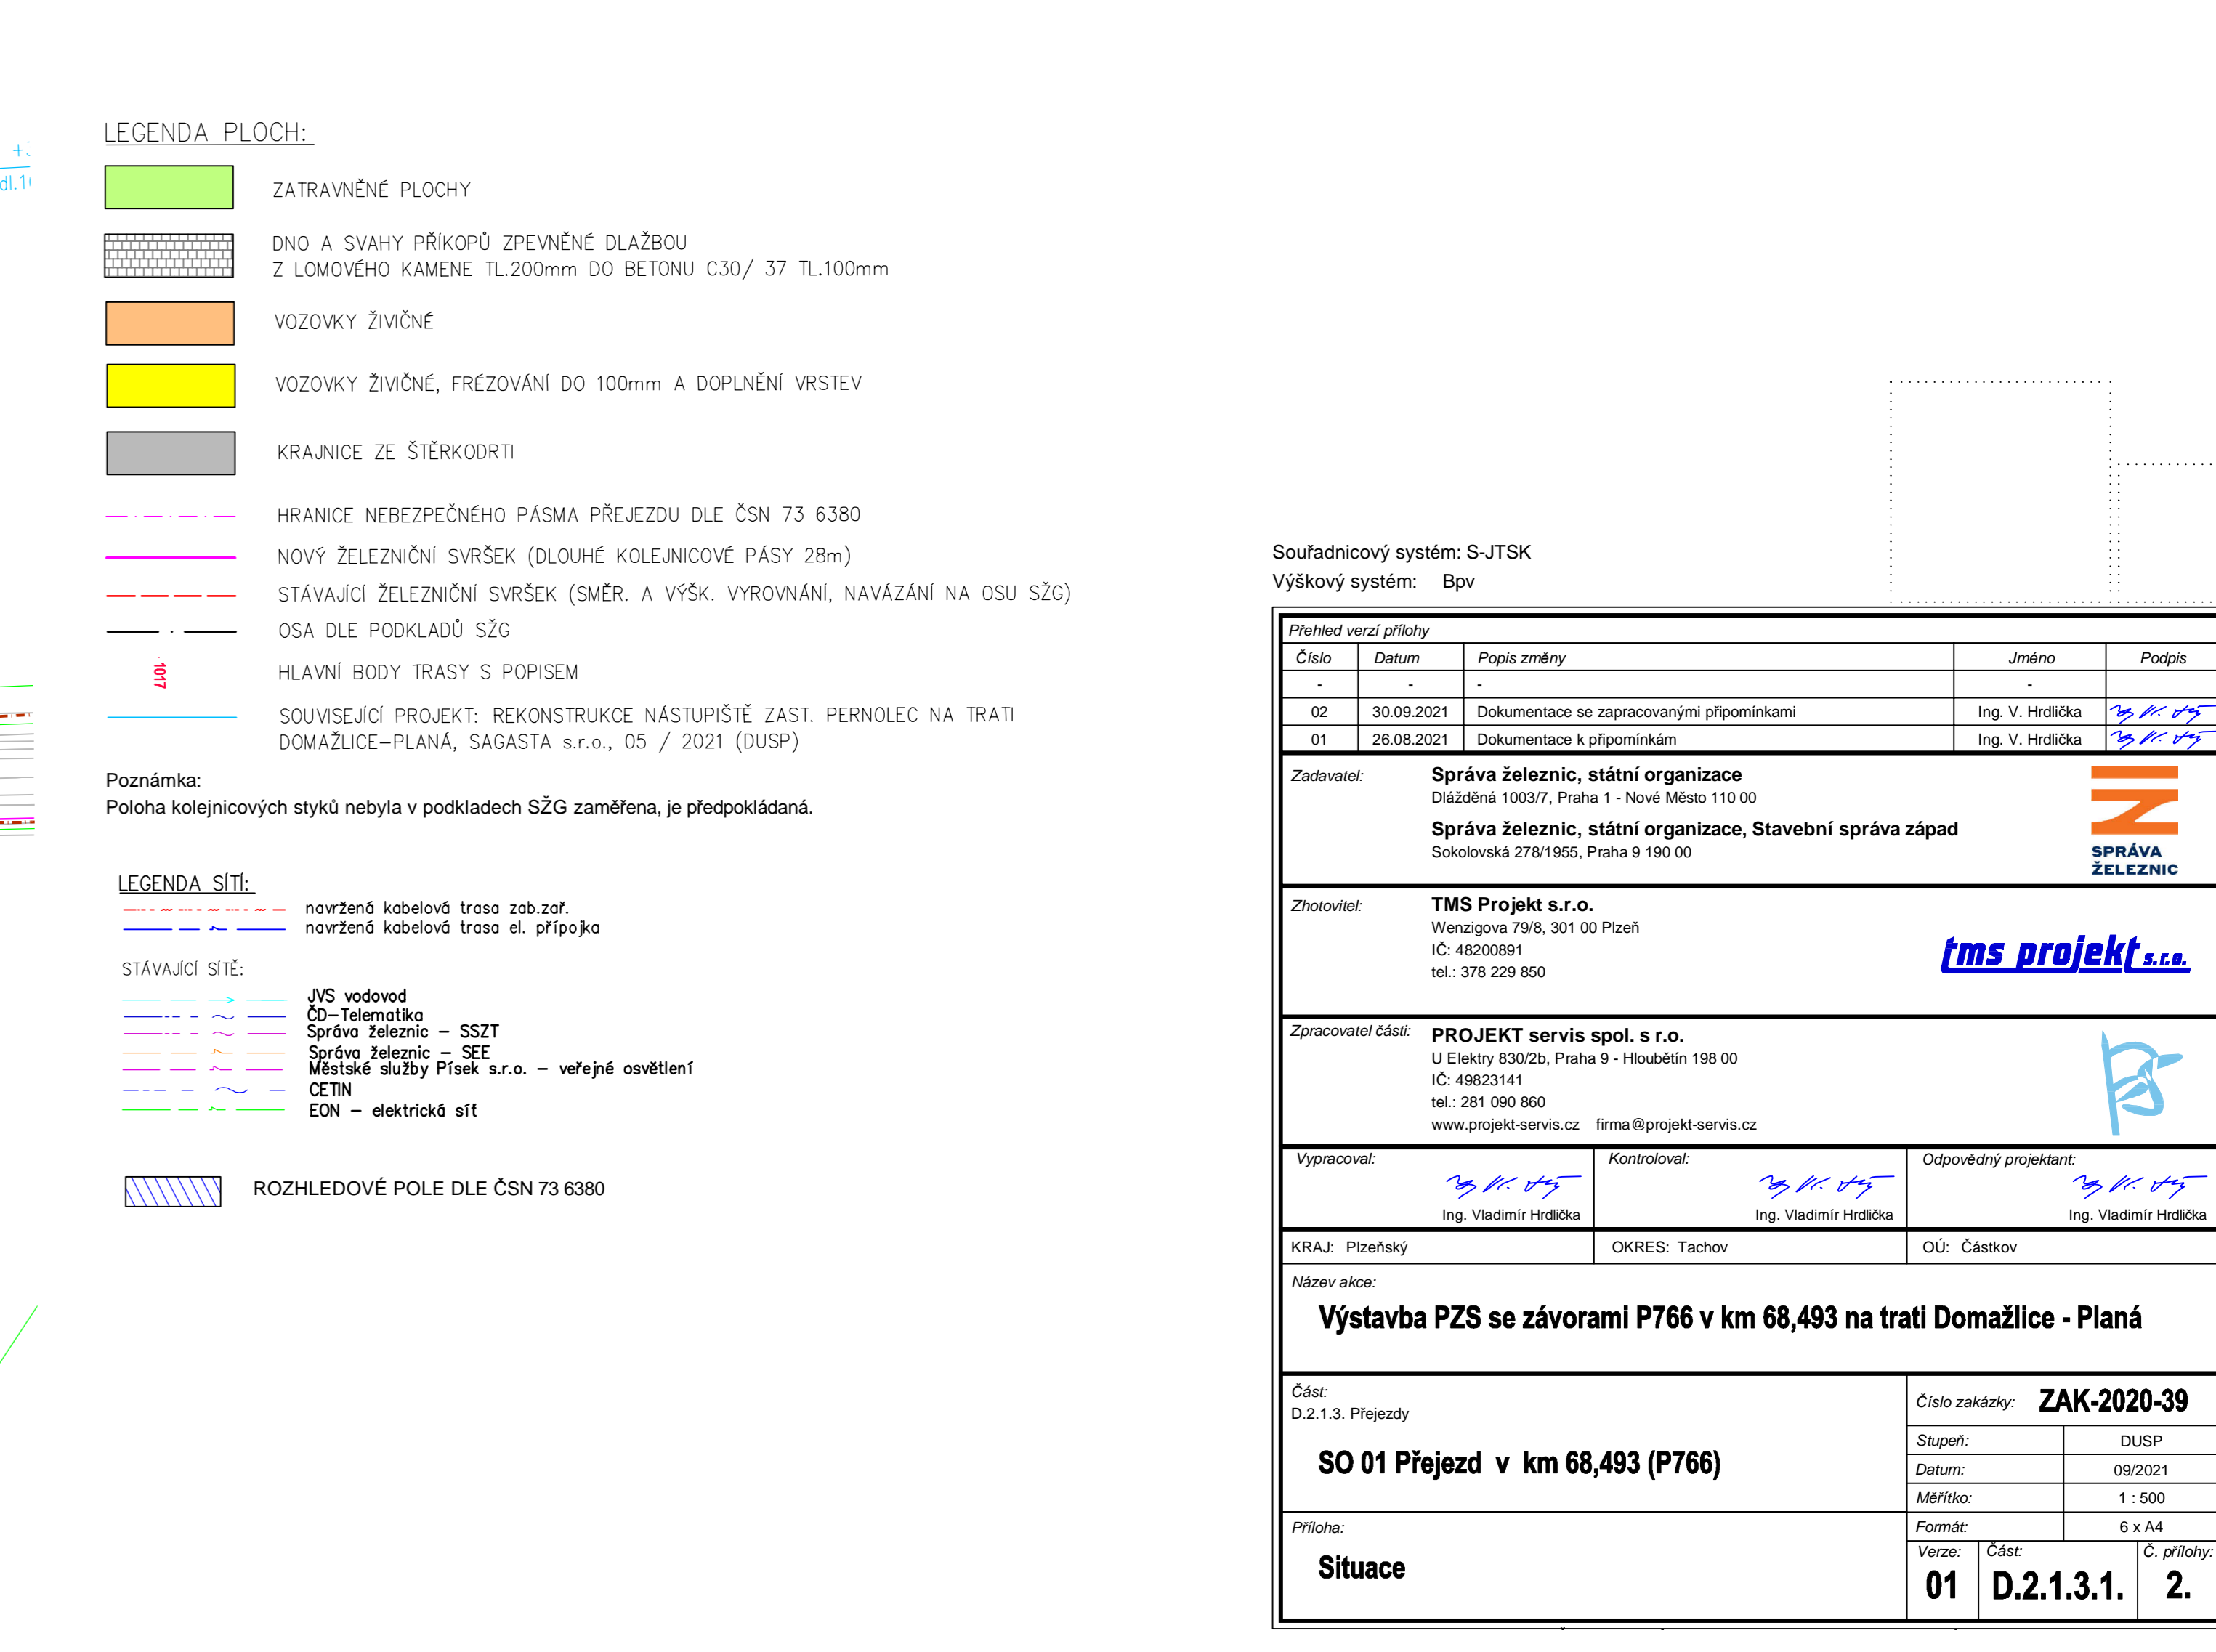 LEGENDA PLOCH:
ZATRAVNĚNÉ PLOCHY
DNO A SVAHY PŘÍKOPŮ ZPEVNĚNÉ DLAŽBOU
Z LOMOVÉHO KAMENE TL.200mm DO BETONU C30/ 37 TL.100mm
VOZOVKY ŽIVIČNÉ
VOZOVKY ŽIVIČNÉ, FRÉZOVÁNÍ DO 100mm A DOPLNĚNÍ VRSTEV
KRAJNICE ZE ŠTĚRKODRTI
HRANICE NEBEZPEČNÉHO PÁSMA PŘEJEZDU DLE ČSN 73 6380
NOVÝ ŽELEZNIČNÍ SVRŠEK (DLOUHÉ KOLEJNICOVÉ PÁSY 28m)
STÁVAJÍCÍ ŽELEZNIČNÍ SVRŠEK (SMĚR. A VÝŠK. VYROVNÁNÍ, NAVÁZÁNÍ NA OSU SŽG)
OSA DLE PODKLADŮ SŽG
1017
HLAVNÍ BODY TRASY S POPISEM
SOUVISEJÍCÍ PROJEKT: REKONSTRUKCE NÁSTUPIŠTĚ ZAST. PERNOLEC NA TRATI
DOMAŽLICE–PLANÁ, SAGASTA s.r.o., 05 / 2021 (DUSP)
Poznámka:
Poloha kolejnicových styků nebyla v podkladech SŽG zaměřena, je předpokládaná.
LEGENDA SÍTÍ:
navržená kabelová trasa zab.zař.
navržená kabelová trasa el. přípojka
STÁVAJÍCÍ SÍTĚ:
JVS vodovod
ČD–Telematika
Správa železnic – SSZT
Správa železnic – SEE
Městské služby Písek s.r.o. – veřejné osvětlení
CETIN
EON – elektrická síť
ROZHLEDOVÉ POLE DLE ČSN 73 6380
Souřadnicový systém: S-JTSK
Výškový systém: Bpv
Přehled verzí přílohy
Číslo Datum Popis změny Jméno Podpis
- - - -
02 30.09.2021 Dokumentace se zapracovanými připomínkami Ing. V. Hrdlička
01 26.08.2021 Dokumentace k připomínkám Ing. V. Hrdlička
Zadavatel: Správa železnic, státní organizace
Dlážděná 1003/7, Praha 1 - Nové Město 110 00
Správa železnic, státní organizace, Stavební správa západ
Sokolovská 278/1955, Praha 9 190 00
SPRÁVA
ŽELEZNIC
Zhotovitel: TMS Projekt s.r.o.
Wenzigova 79/8, 301 00 Plzeň
IČ: 48200891
tel.: 378 229 850
tms projekt s.r.o.
Zpracovatel části: PROJEKT servis spol. s r.o.
U Elektry 830/2b, Praha 9 - Hloubětín 198 00
IČ: 49823141
tel.: 281 090 860
www.projekt-servis.cz firma@projekt-servis.cz
Vypracoval: Kontroloval: Odpovědný projektant:
Ing. Vladimír Hrdlička Ing. Vladimír Hrdlička Ing. Vladimír Hrdlička
KRAJ: Plzeňský OKRES: Tachov OÚ: Částkov
Název akce:
Výstavba PZS se závorami P766 v km 68,493 na trati Domažlice - Planá
Část:
D.2.1.3. Přejezdy
SO 01 Přejezd v km 68,493 (P766)
Číslo zakázky: ZAK-2020-39
Stupeň: DUSP
Datum: 09/2021
Měřítko: 1 : 500
Formát: 6 x A4
Příloha:
Situace
Verze: Část: Č. přílohy:
01 D.2.1.3.1. 2.